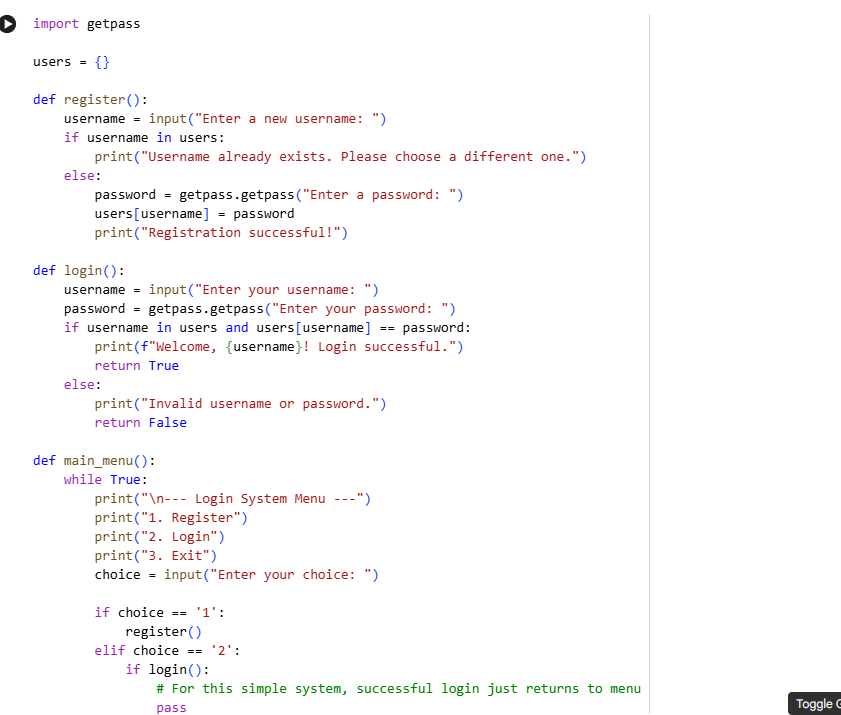 import getpass
users = {}
def register():
    username = input("Enter a new username: ")
    if username in users:
        print("Username already exists. Please choose a different one.")
    else:
        password = getpass.getpass("Enter a password: ")
        users[username] = password
        print("Registration successful!")
def login():
    username = input("Enter your username: ")
    password = getpass.getpass("Enter your password: ")
    if username in users and users[username] == password:
        print(f"Welcome, {username}! Login successful.")
        return True
    else:
        print("Invalid username or password.")
        return False
def main_menu():
    while True:
        print("\n--- Login System Menu ---")
        print("1. Register")
        print("2. Login")
        print("3. Exit")
        choice = input("Enter your choice: ")
        if choice == '1':
            register()
        elif choice == '2':
            if login():
                # For this simple system, successful login just returns to menu
                pass
Toggle